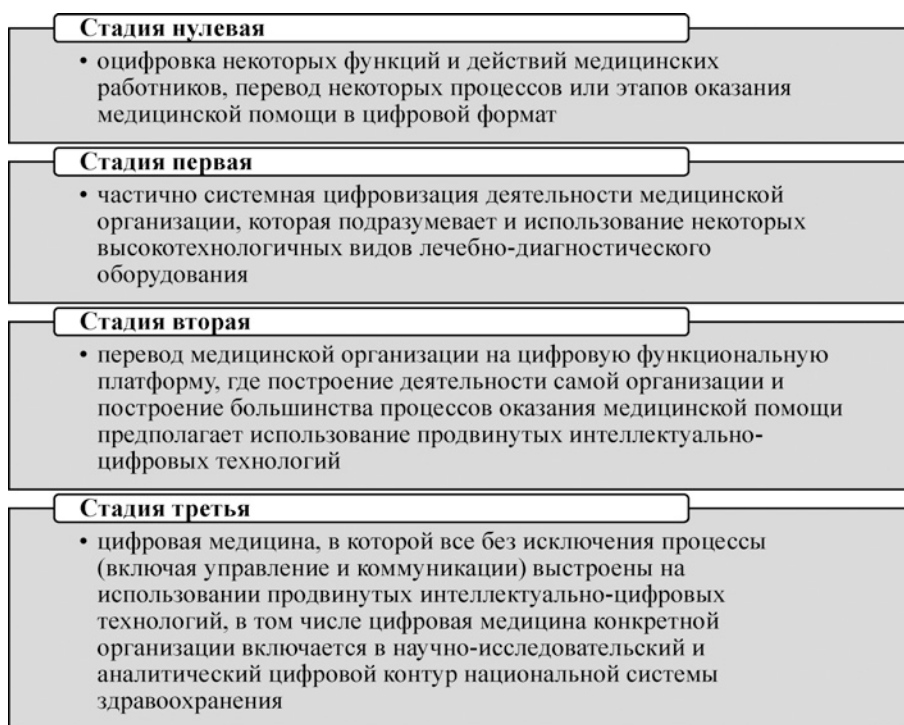 Стадия нулевая
• оцифровка некоторых функций и действий медицинских
работников, перевод некоторых процессов или этапов оказания
медицинской помощи в цифровой формат
Стадия первая
• частично системная цифровизация деятельности медицинской
организации, которая подразумевает и использование некоторых
высокотехнологичных видов лечебно-диагностического
оборудования
Стадия вторая
• перевод медицинской организации на цифровую функциональную
платформу, где построение деятельности самой организации и
построение большинства процессов оказания медицинской помощи
предполагает использование продвинутых интеллектуально-
цифровых технологий
Стадия третья
• цифровая медицина, в которой все без исключения процессы
(включая управление и коммуникации) выстроены на
использовании продвинутых интеллектуально-цифровых
технологий, в том числе цифровая медицина конкретной
организации включается в научно-исследовательский и
аналитический цифровой контур национальной системы
здравоохранения